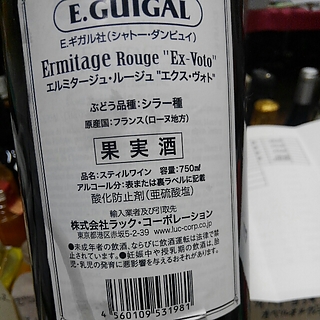 E.GUIGAL
E.ギガル社(シャトー・ダンピュイ)
Ermitage Rouge "Ex-Voto"
エルミタージュ・ルージュ "エクス・ヴォト"
ぶどう品種：シラー種
原産国：フランス(ローヌ地方)
果実酒
品名：スティルワイン 容量：750㎖
アルコール分：表または裏ラベルに記載
酸化防止剤(亜硫酸塩)
輸入業者及び引取先
株式会社ラック・コーポレーション
東京都港区赤坂5-2-39 www.luc-corp.co.jp
●未成年者の飲酒、ならびに飲酒運転は法律で禁
止されています。●妊娠中や授乳期の飲酒は、胎
児・乳児の発育に悪影響を与えるおそれがあります。
4 560109 531981